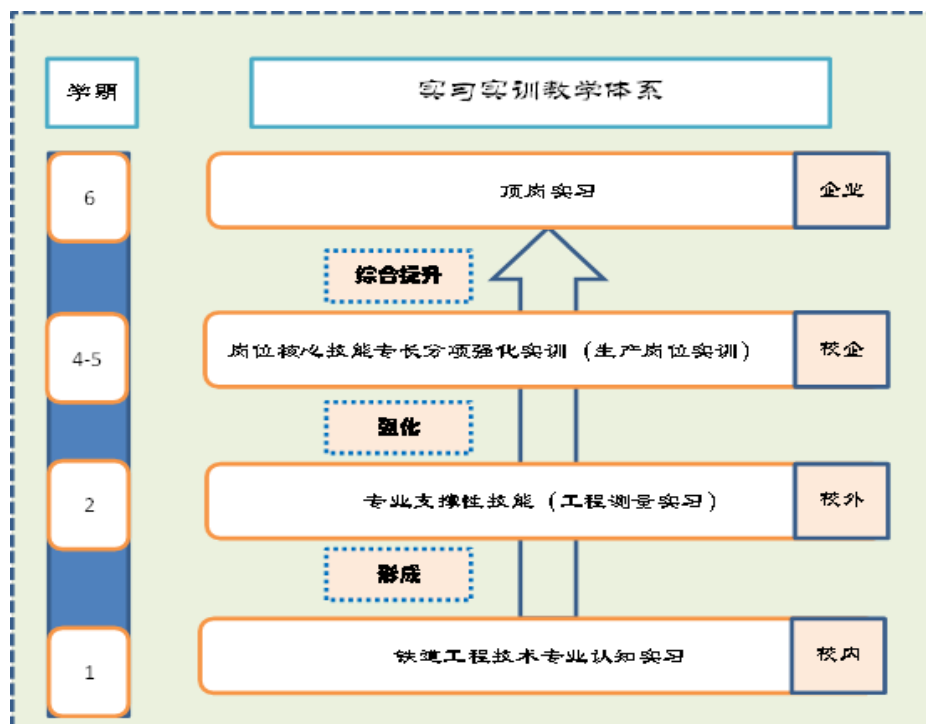 学期
实习实训教学体系
6
顶岗实习
企业
综合提升
4-5
岗位核心技能专长分项强化实训（生产岗位实训）
校企
强化
2
专业支撑性技能（工程测量实习）
校外
形成
1
铁道工程技术专业认知实习
校内